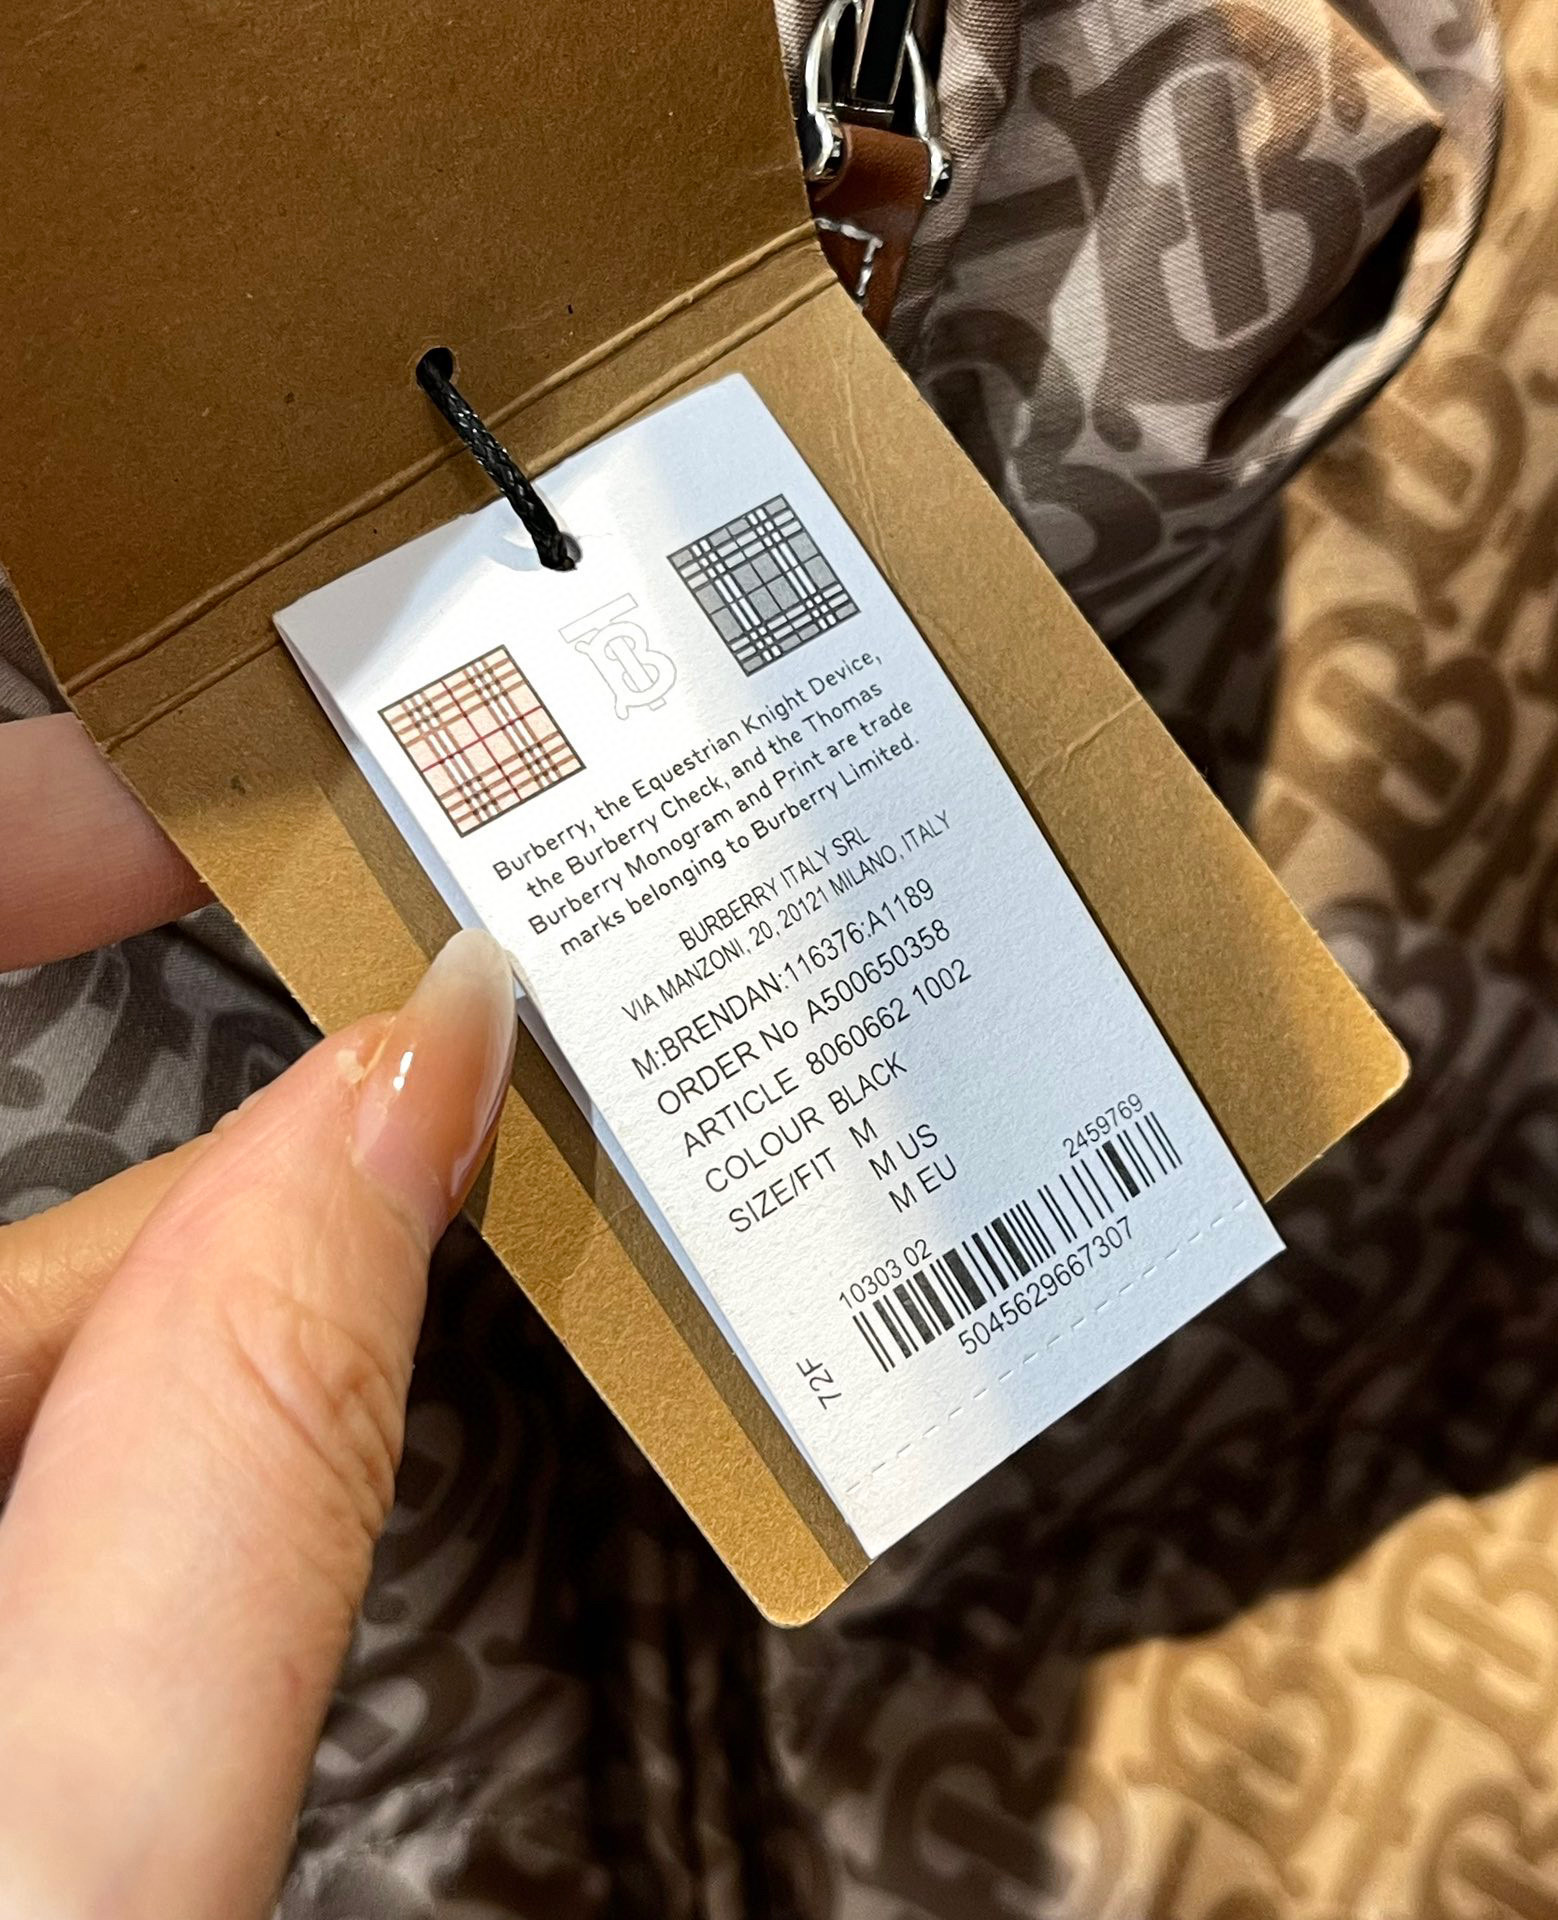 Burberry, the Equestrian Knight Device,
the Burberry Check, and the Thomas
Burberry Monogram and Print are trade
marks belonging to Burberry Limited.
BURBERRY ITALY SRL
VIA MANZONI, 20, 20121 MILANO, ITALY
M:BRENDAN:116376:A1189
ORDER No A500650358
ARTICLE 8060662 1002
COLOUR BLACK
SIZE/FIT M
M US
M EU
10303 02 2459769
5045629667307
72F